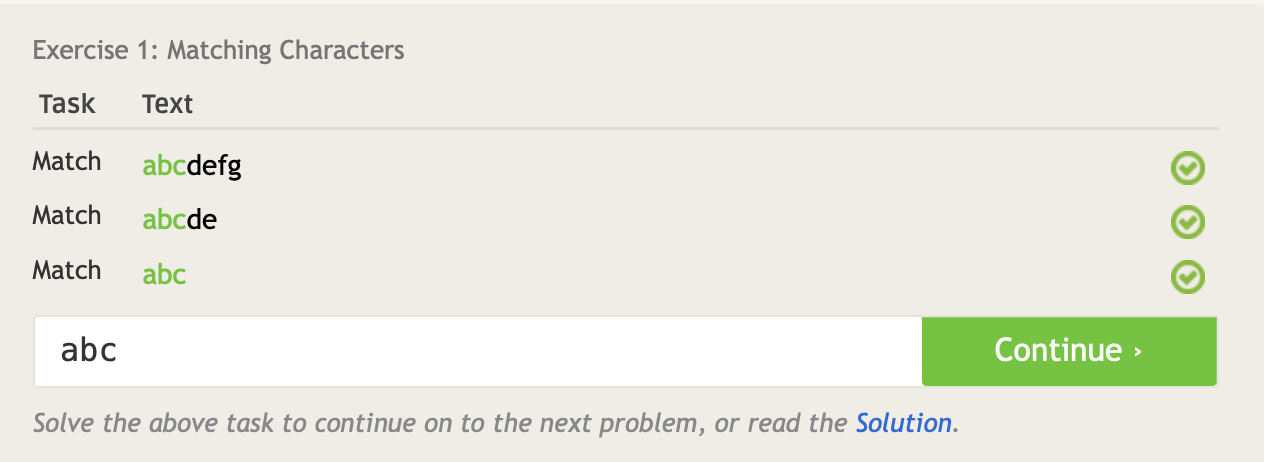 Exercise 1: Matching Characters
Task Text
Match abcdefg
Match abcde
Match abc
abc Continue ›
Solve the above task to continue on to the next problem, or read the Solution.